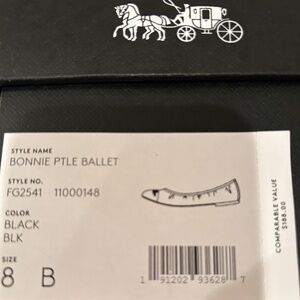 STYLE NAME
BONNIE PTLE BALLET
STYLE NO.
FG2541 11000148
COLOR
BLACK
BLK
SIZE
8 B
1 91202 93628 7
COMPARABLE VALUE
$188.00